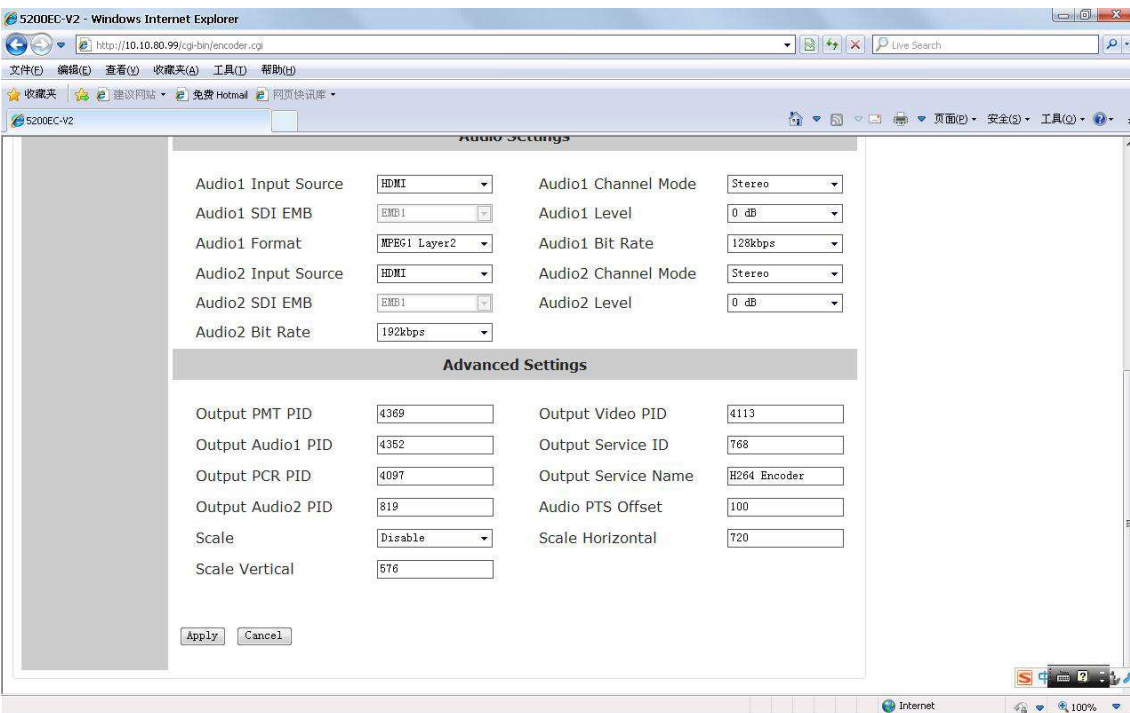 5200EC-V2 - Windows Internet Explorer
http://10.10.80.99/cgi-bin/encoder.cgi
Live Search
文件(F) 编辑(E) 查看(V) 收藏夹(A) 工具(T) 帮助(H)
收藏夹 建议网站 免费 Hotmail 网页快讯库
5200EC-V2
页面(P) 安全(S) 工具(O)
Audio Settings
Audio1 Input Source HDMI Audio1 Channel Mode Stereo
Audio1 SDI EMB EMB1 Audio1 Level 0 dB
Audio1 Format MPEG1 Layer2 Audio1 Bit Rate 128kbps
Audio2 Input Source HDMI Audio2 Channel Mode Stereo
Audio2 SDI EMB EMB1 Audio2 Level 0 dB
Audio2 Bit Rate 192kbps
Advanced Settings
Output PMT PID 4369 Output Video PID 4113
Output Audio1 PID 4352 Output Service ID 768
Output PCR PID 4097 Output Service Name H264 Encoder
Output Audio2 PID 819 Audio PTS Offset 100
Scale Disable Scale Horizontal 720
Scale Vertical 576
Apply Cancel
S 中
Internet 100%